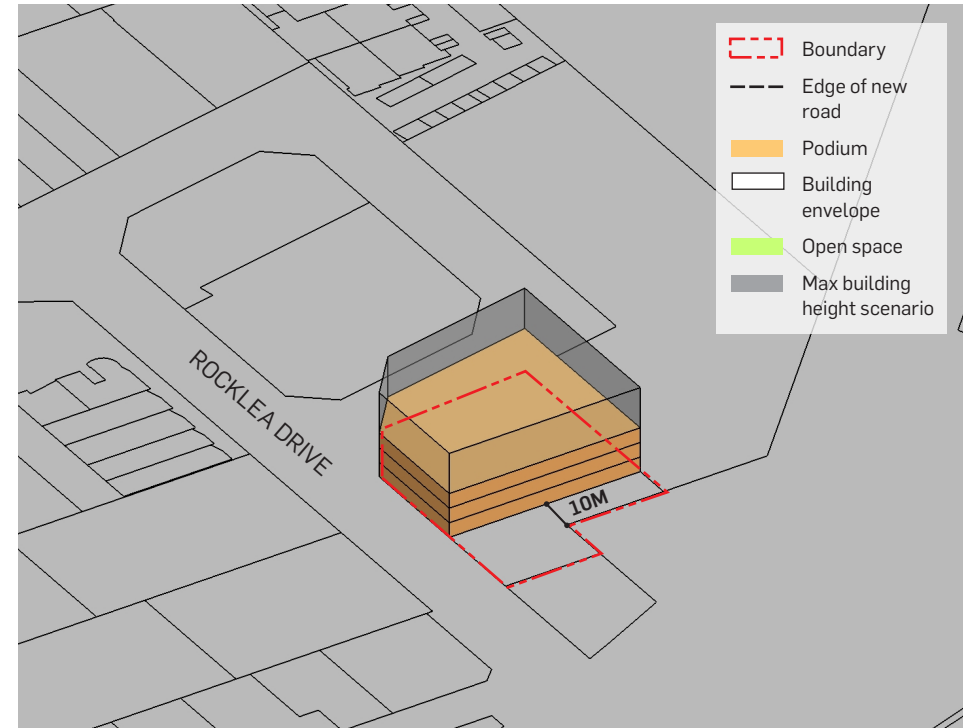 Boundary
Edge of new
road
Podium
Building
envelope
Open space
Max building
height scenario
ROCKLEA DRIVE
10M